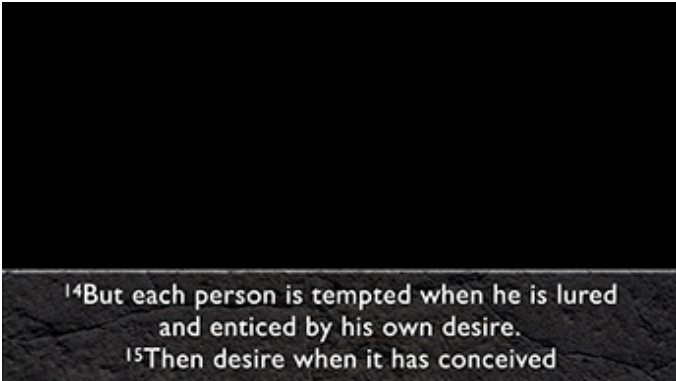 ¹⁴But each person is tempted when he is lured
and enticed by his own desire.
¹⁵Then desire when it has conceived